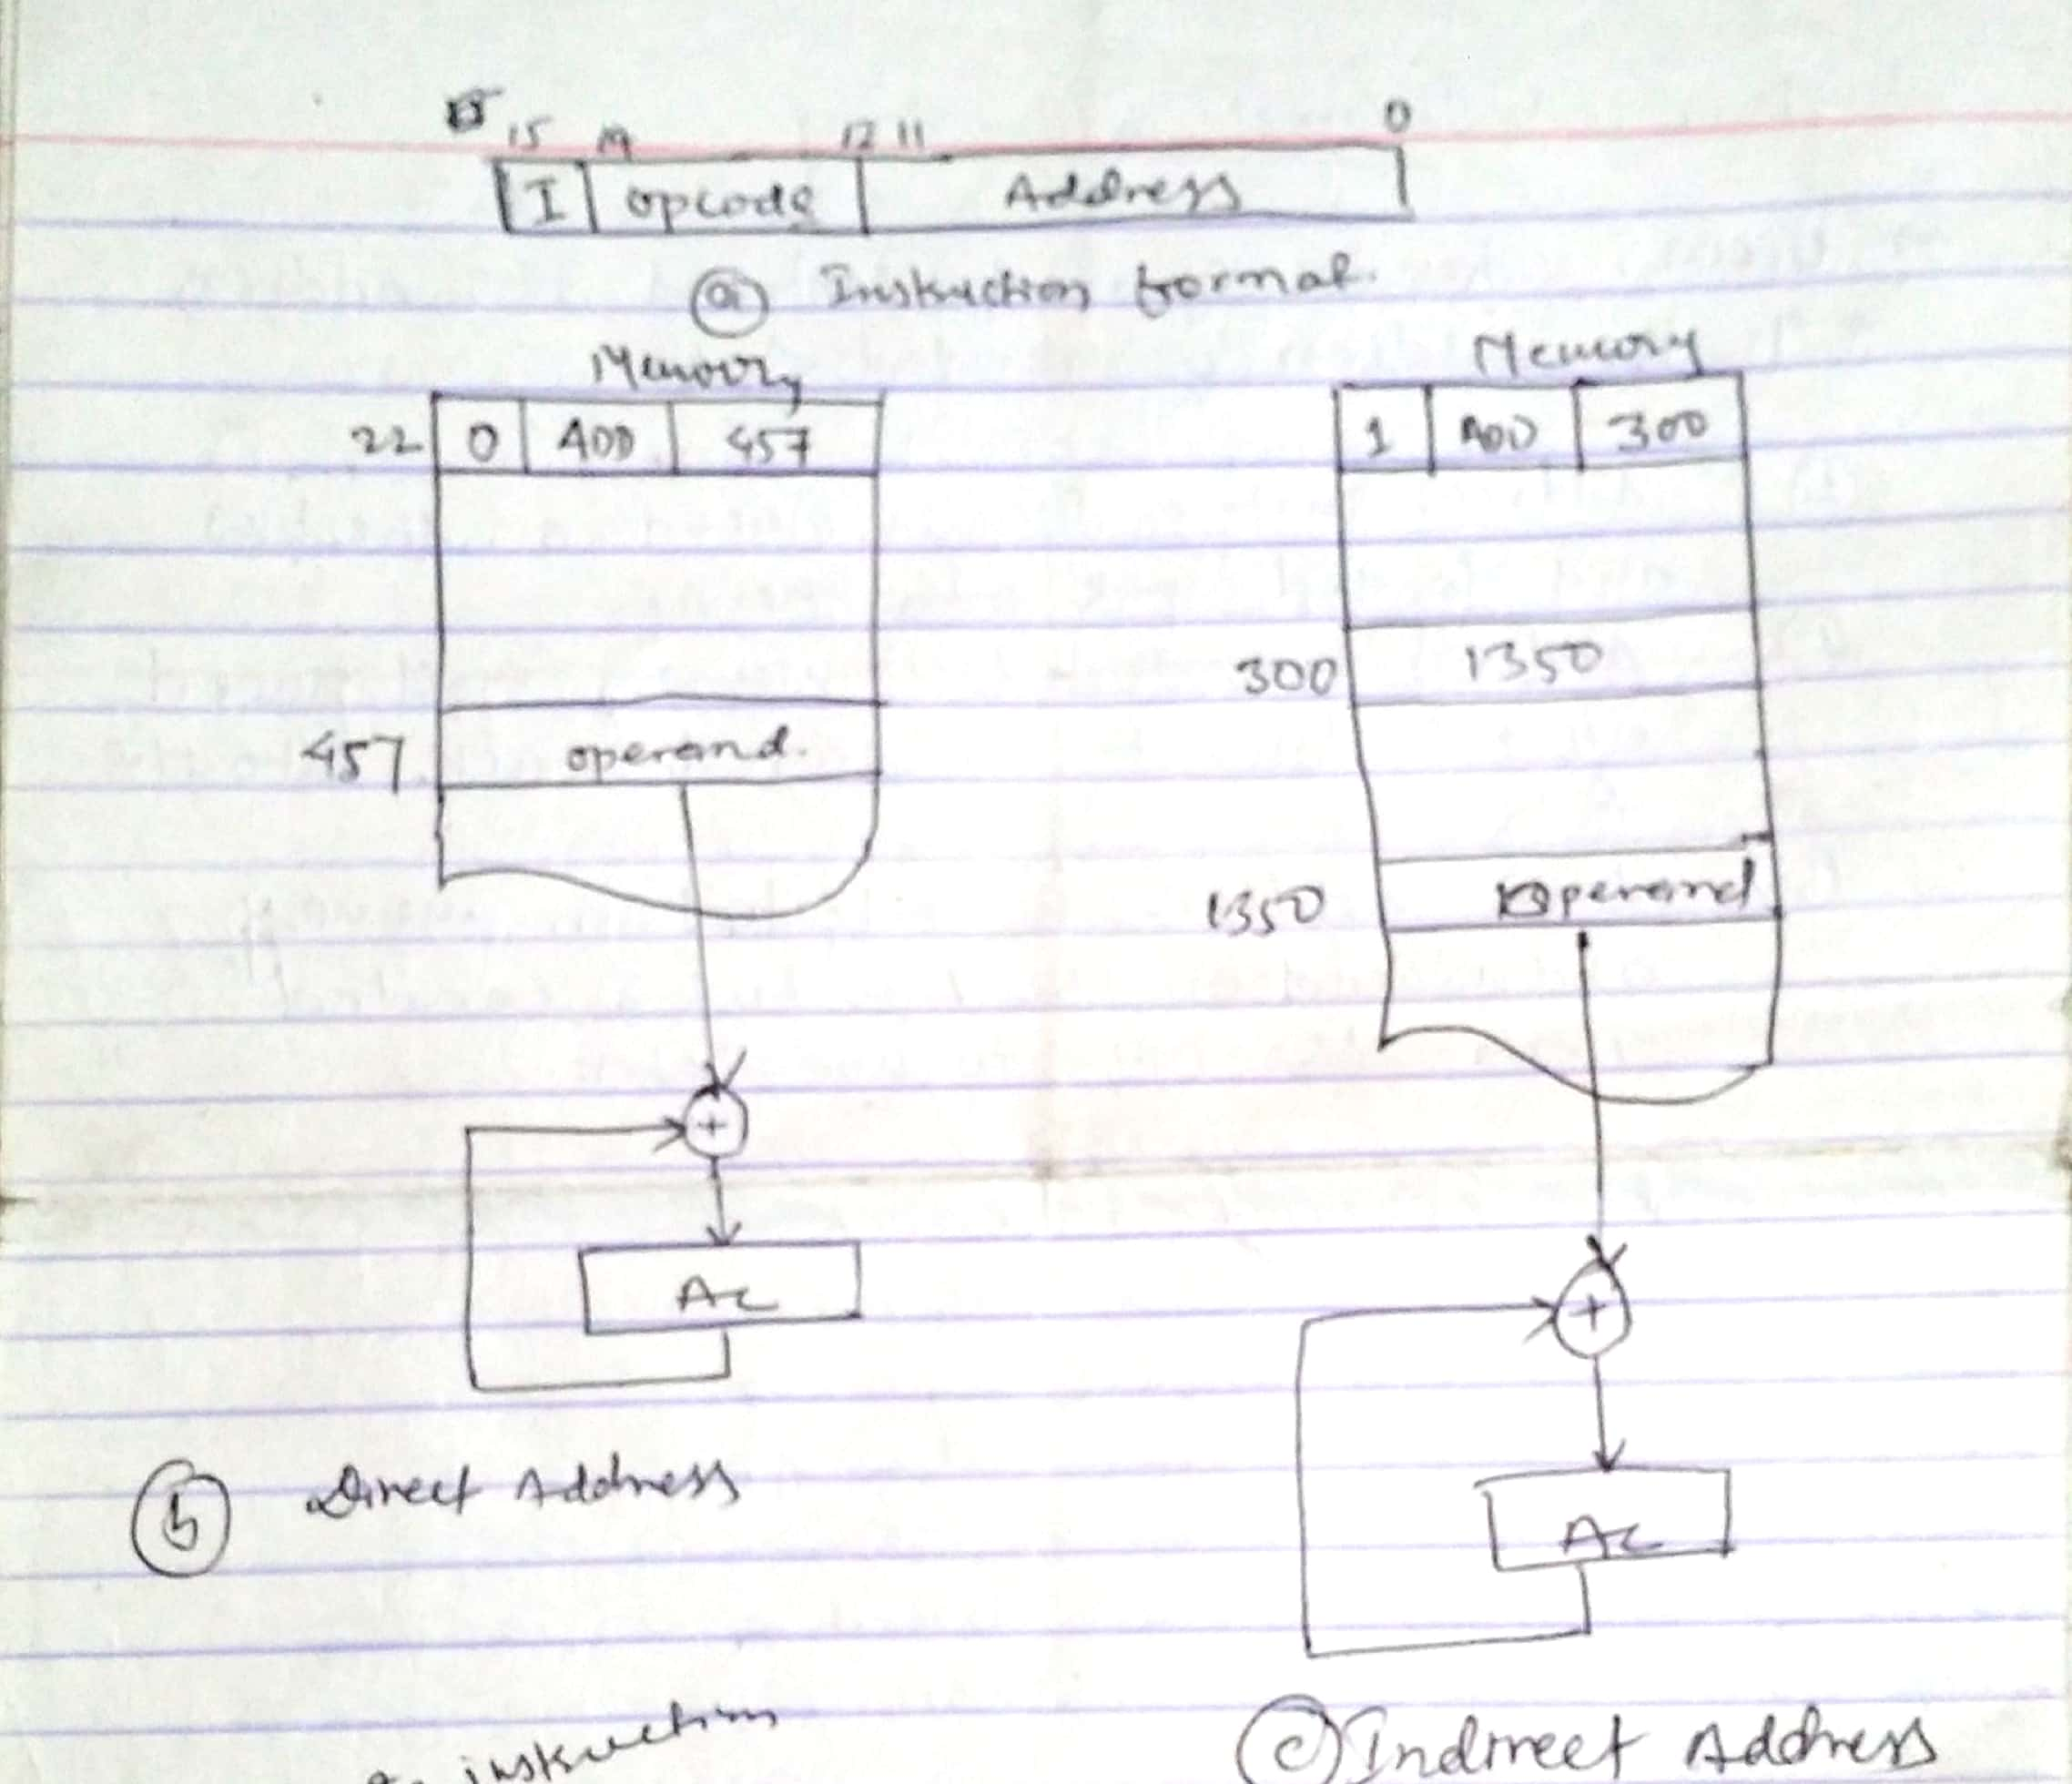 15 14 12 11 0
I opcode Address
(a) Instruction format.
Memory
22 0 ADD 457
457 operand.
+
AC
(b) Direct Address
Memory
1 ADD 300
300 1350
1350 operand
+
AC
(c) Indirect Address
instruction